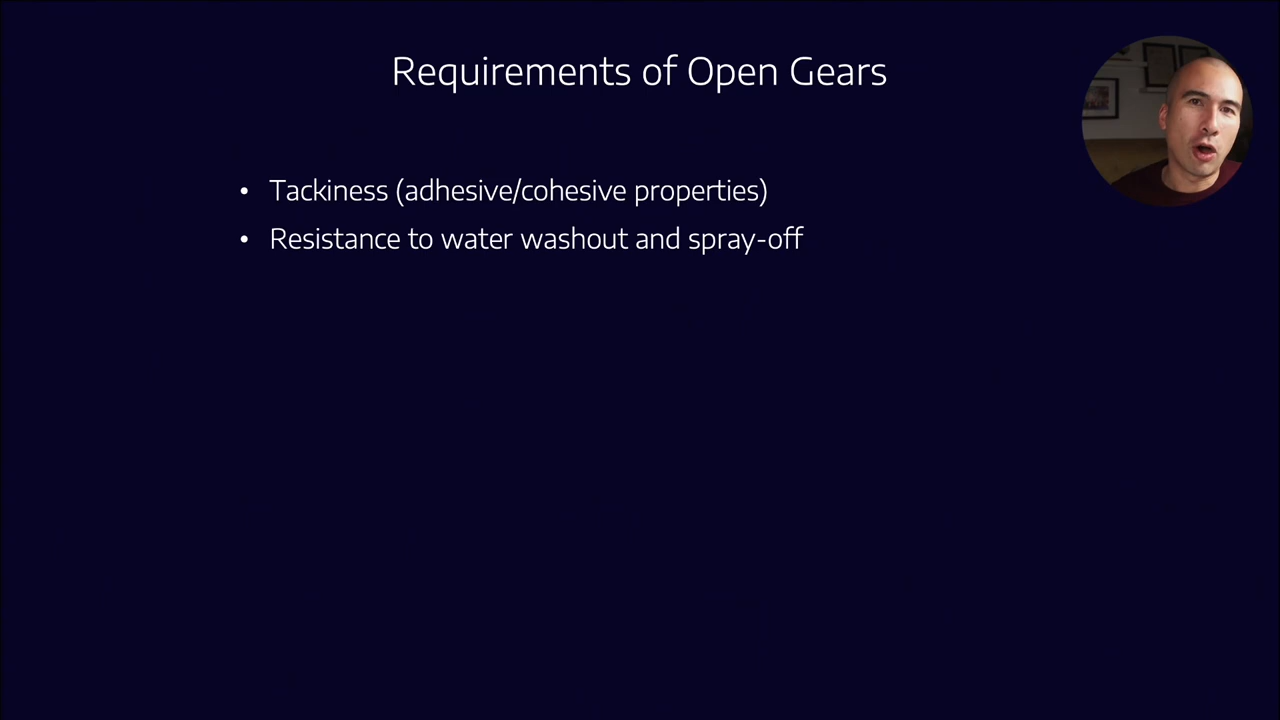 Requirements of Open Gears
• Tackiness (adhesive/cohesive properties)
• Resistance to water washout and spray-off